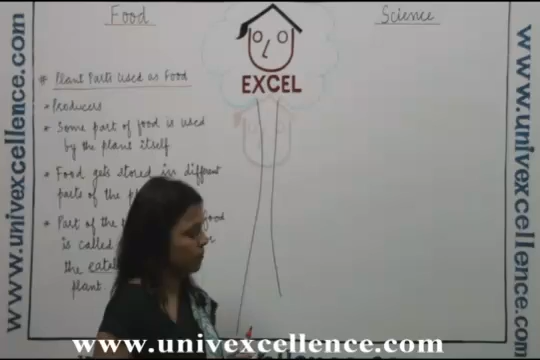 Food
Science
EXCEL
# Plant Parts Used as Food
Producers
Some part of food is used
by the plant itself
Food gets stored in different
parts of the
Part of the food
is called
the
plant.
www.univexcellence.com
www.univexcellence.com
www.univexcellence.com